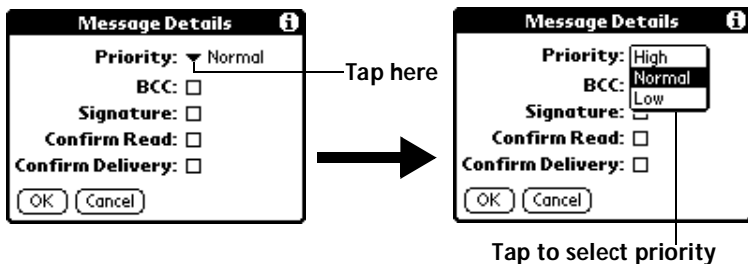 Message Details
Priority: Normal
BCC:
Signature:
Confirm Read:
Confirm Delivery:
OK Cancel
Tap here
Message Details
Priority: High
Normal
Low
BCC:
Signature:
Confirm Read:
Confirm Delivery:
OK Cancel
Tap to select priority